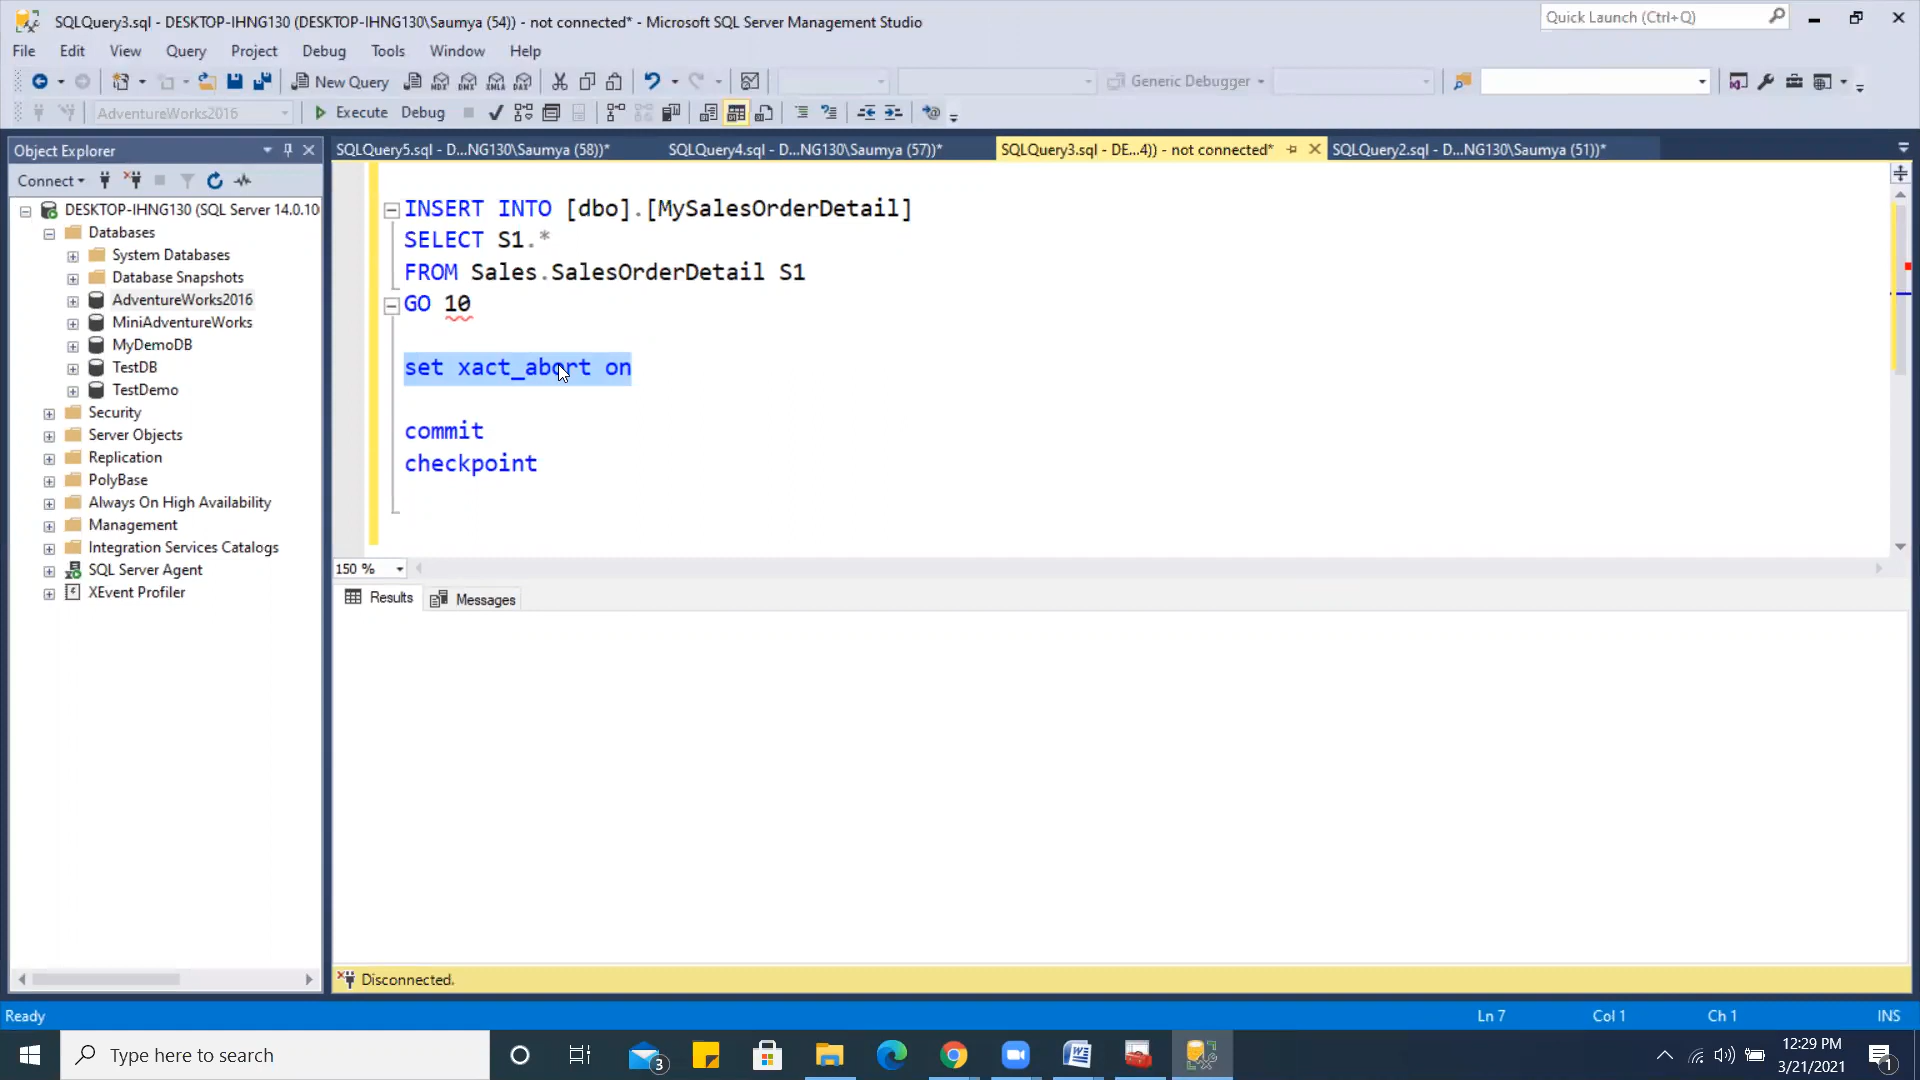 SQLQuery3.sql - DESKTOP-IHNG130 (DESKTOP-IHNG130\Saumya (54)) - not connected* - Microsoft SQL Server Management Studio
Quick Launch (Ctrl+Q)
File Edit View Query Project Debug Tools Window Help
New Query
Generic Debugger
AdventureWorks2016
Execute Debug
Object Explorer
SQLQuery5.sql - D...NG130\Saumya (58))*
SQLQuery4.sql - D...NG130\Saumya (57))*
SQLQuery3.sql - DE...4)) - not connected*
SQLQuery2.sql - D...NG130\Saumya (51))*
Connect
DESKTOP-IHNG130 (SQL Server 14.0.10
Databases
System Databases
Database Snapshots
AdventureWorks2016
MiniAdventureWorks
MyDemoDB
TestDB
TestDemo
Security
Server Objects
Replication
PolyBase
Always On High Availability
Management
Integration Services Catalogs
SQL Server Agent
XEvent Profiler
INSERT INTO [dbo].[MySalesOrderDetail]
SELECT S1.*
FROM Sales.SalesOrderDetail S1
GO 10
set xact_abort on
commit
checkpoint
150 %
Results Messages
Disconnected.
Ready
Ln 7 Col 1 Ch 1 INS
Type here to search
3
12:29 PM
3/21/2021
1